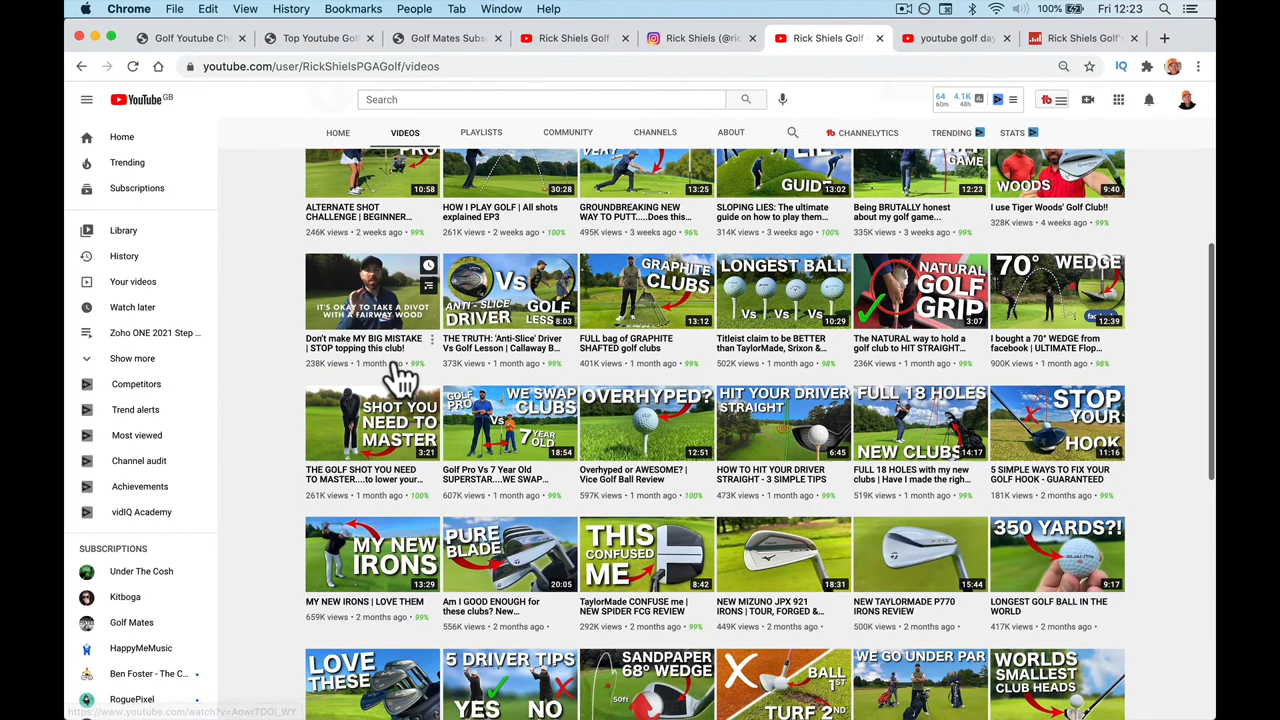 Chrome File Edit View History Bookmarks People Tab Window Help 100% Fri 12:23
Golf Youtube Ch Top Youtube Gol Golf Mates Subs Rick Shiels Golf Rick Shiels (@ric Rick Shiels Golf youtube golf day Rick Shiels Golf's
youtube.com/user/RickShielsPGAGolf/videos
YouTube GB Search 64 60m 4.1K 48h
HOME VIDEOS PLAYLISTS COMMUNITY CHANNELS ABOUT CHANNELYTICS TRENDING STATS
Home
Trending
Subscriptions
Library
History
Your videos
Watch later
Zoho ONE 2021 Step ...
Show more
Competitors
Trend alerts
Most viewed
Channel audit
Achievements
vidIQ Academy
SUBSCRIPTIONS
Under The Cosh
Kitboga
Golf Mates
HappyMeMusic
Ben Foster - The C...
RoguePixel
https://www.youtube.com/watch?v=AowrTDOi_WY
10:58 30:28 13:25 GUIDE 13:02 GAME 12:23 WOODS 9:40
ALTERNATE SHOT
CHALLENGE | BEGINNER...
246K views • 2 weeks ago • 99%
HOW I PLAY GOLF | All shots
explained EP3
261K views • 2 weeks ago • 100%
GROUNDBREAKING NEW
WAY TO PUTT.....Does this...
495K views • 3 weeks ago • 96%
SLOPING LIES: The ultimate
guide on how to play them...
314K views • 3 weeks ago • 100%
Being BRUTALLY honest
about my golf game...
335K views • 3 weeks ago • 99%
I use Tiger Woods' Golf Club!!
328K views • 4 weeks ago • 99%
IT'S OKAY TO TAKE A DIVOT
WITH A FAIRWAY WOOD
Don't make MY BIG MISTAKE
| STOP topping this club!
238K views • 1 month ago • 99%
Vs
ANTI-SLICE DRIVER GOLF LESS 8:03
THE TRUTH: 'Anti-Slice' Driver
Vs Golf Lesson | Callaway B...
373K views • 1 month ago • 99%
GRAPHITE
CLUBS
13:12
FULL bag of GRAPHITE
SHAFTED golf clubs
401K views • 1 month ago • 99%
LONGEST BALL
Vs Vs Vs 10:29
Titleist claim to be BETTER
than TaylorMade, Srixon &...
502K views • 1 month ago • 98%
NATURAL
GOLF
GRIP
3:07
The NATURAL way to hold a
golf club to HIT STRAIGHT...
663K views • 1 month ago • 99%
70° WEDGE
12:39
I bought a 70° WEDGE from
facebook | ULTIMATE Flop...
900K views • 1 month ago • 98%
SHOT YOU
NEED TO
MASTER
3:21
THE GOLF SHOT YOU NEED
TO MASTER....to lower your...
261K views • 1 month ago • 100%
GOLF PRO Vs 7 YEAR OLD WE SWAP
CLUBS
18:54
Golf Pro Vs 7 Year Old
SUPERSTAR....WE SWAP...
607K views • 1 month ago • 99%
OVERHYPED?
12:51
Overhyped or AWESOME? |
Vice Golf Ball Review
597K views • 1 month ago • 100%
HIT YOUR DRIVER
STRAIGHT
6:45
HOW TO HIT YOUR DRIVER
STRAIGHT - 3 SIMPLE TIPS
473K views • 1 month ago • 99%
FULL 18 HOLES
NEW CLUBS 14:17
FULL 18 HOLES with my new
clubs | Have I made the righ...
519K views • 1 month ago • 99%
STOP
YOUR
HOOK
11:16
5 SIMPLE WAYS TO FIX YOUR
GOLF HOOK - GUARANTEED
181K views • 2 months ago • 99%
MY NEW
IRONS
13:29
MY NEW IRONS | LOVE THEM
659K views • 2 months ago • 99%
PURE
BLADE
20:05
Am I GOOD ENOUGH for
these clubs? New...
556K views • 2 months ago •
THIS
CONFUSED
ME
8:42
TaylorMade CONFUSE me |
NEW SPIDER FCG REVIEW
292K views • 2 months ago • 99%
18:31
NEW MIZUNO JPX 921
IRONS | TOUR, FORGED &...
449K views • 2 months ago •
15:44
NEW TAYLORMADE P770
IRONS REVIEW
500K views • 2 months ago •
350 YARDS?!
9:17
LONGEST GOLF BALL IN THE
WORLD
417K views • 2 months ago •
LOVE
THESE
5 DRIVER TIPS
YES NO
SANDPAPER
68° WEDGE
50ft
X BALL
1ST
TURF 2ND
WE GO UNDER PAR
WORLDS
SMALLEST
CLUB HEADS